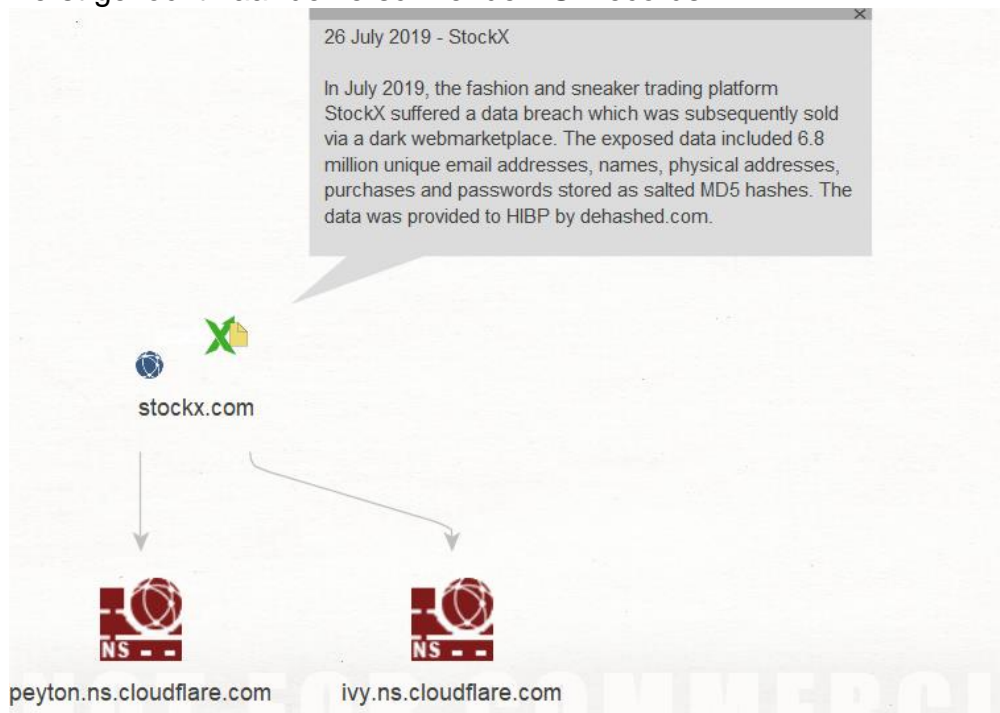 26 July 2019 - StockX
In July 2019, the fashion and sneaker trading platform
StockX suffered a data breach which was subsequently sold
via a dark webmarketplace. The exposed data included 6.8
million unique email addresses, names, physical addresses,
purchases and passwords stored as salted MD5 hashes. The
data was provided to HIBP by dehashed.com.
stockx.com
NS
NS
peyton.ns.cloudflare.com
ivy.ns.cloudflare.com
FOR COMMERCI